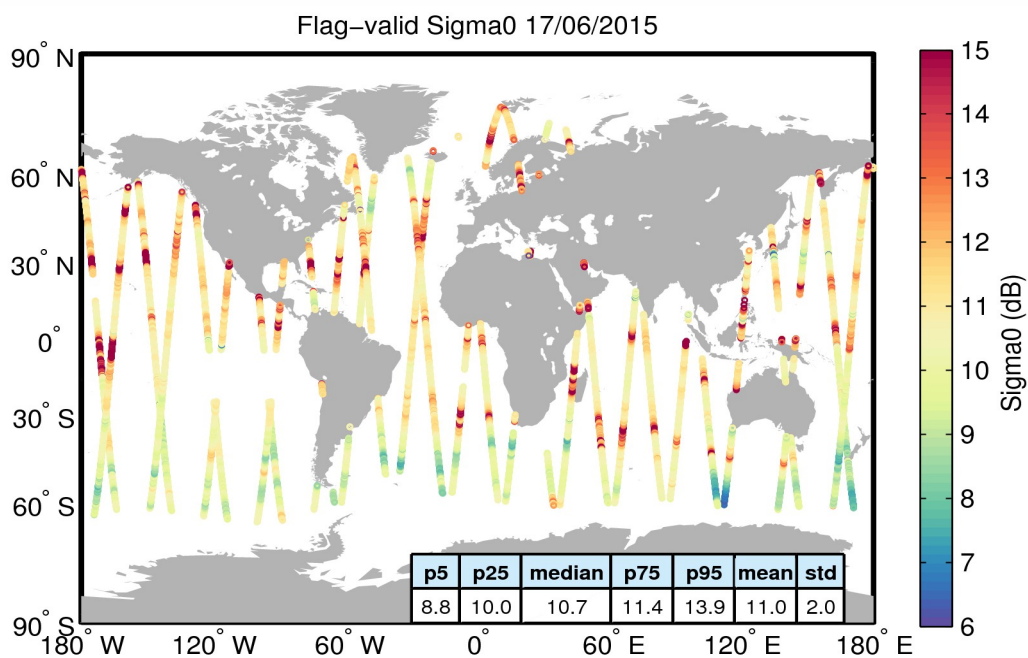 Flag−valid Sigma0 17/06/2015
90° N
60° N
30° N
0°
30° S
60° S
90° S
180° W
120° W
60° W
0°
60° E
120° E
180° E
p5 p25 median p75 p95 mean std
8.8 10.0 10.7 11.4 13.9 11.0 2.0
15
14
13
12
11
10
9
8
7
6
Sigma0 (dB)